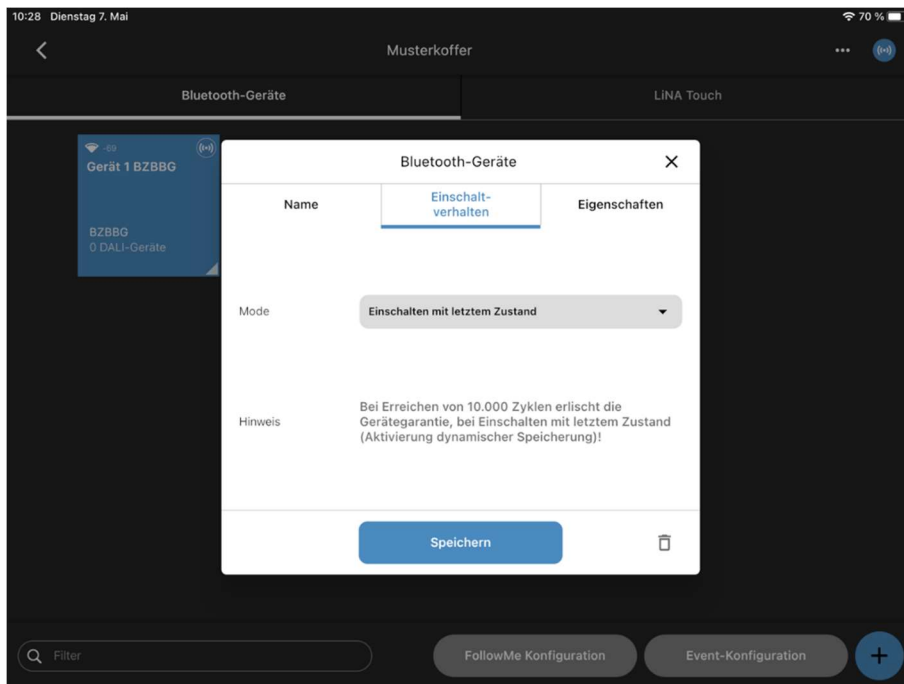 10:28 Dienstag 7. Mai
70 %
Musterkoffer
Bluetooth-Geräte
LiNA Touch
-69
Gerät 1 BZBBG
BZBBG
0 DALI-Geräte
Bluetooth-Geräte
Name
Einschalt-
verhalten
Eigenschaften
Mode
Einschalten mit letztem Zustand
Hinweis
Bei Erreichen von 10.000 Zyklen erlischt die
Gerätegarantie, bei Einschalten mit letztem Zustand
(Aktivierung dynamischer Speicherung)!
Speichern
Filter
FollowMe Konfiguration
Event-Konfiguration